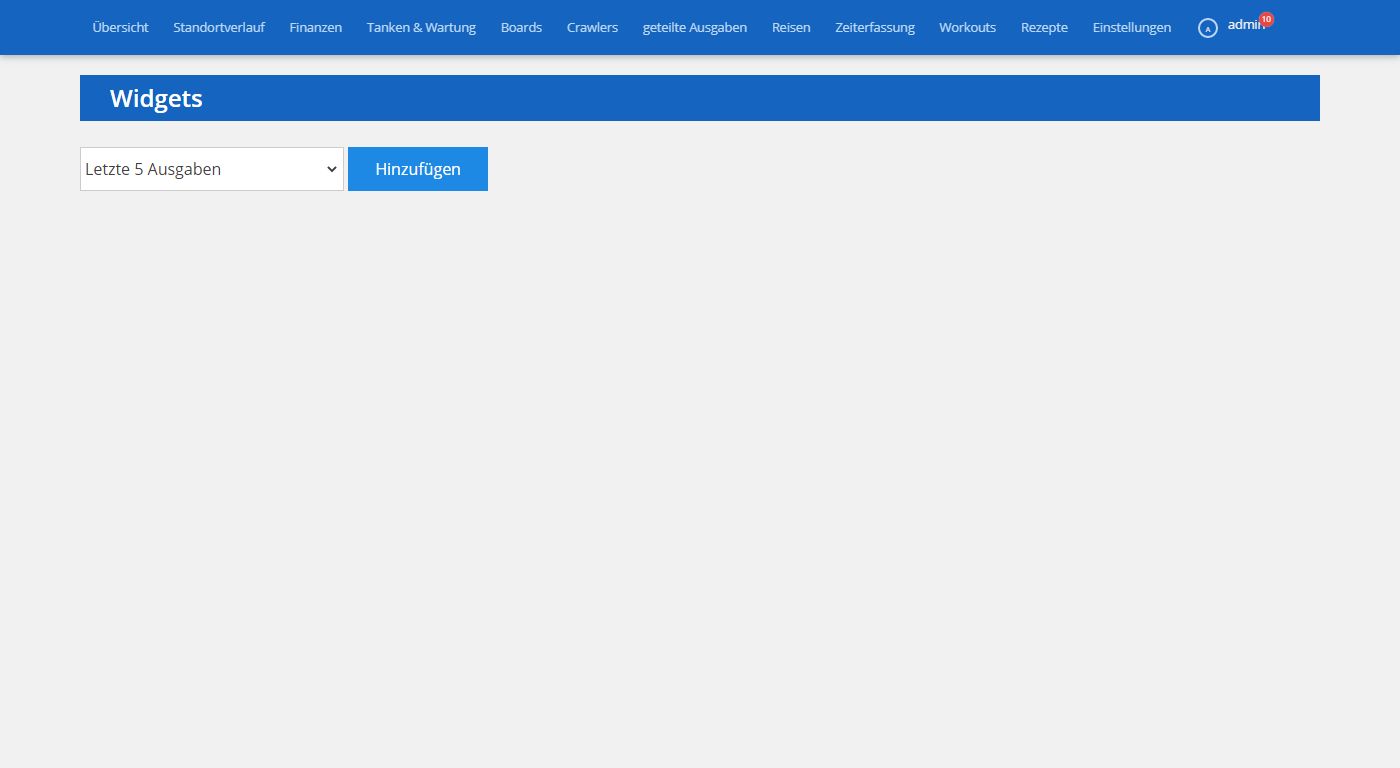 Übersicht Standortverlauf Finanzen Tanken & Wartung Boards Crawlers geteilte Ausgaben Reisen Zeiterfassung Workouts Rezepte Einstellungen A admin 10
Widgets
Letzte 5 Ausgaben Hinzufügen